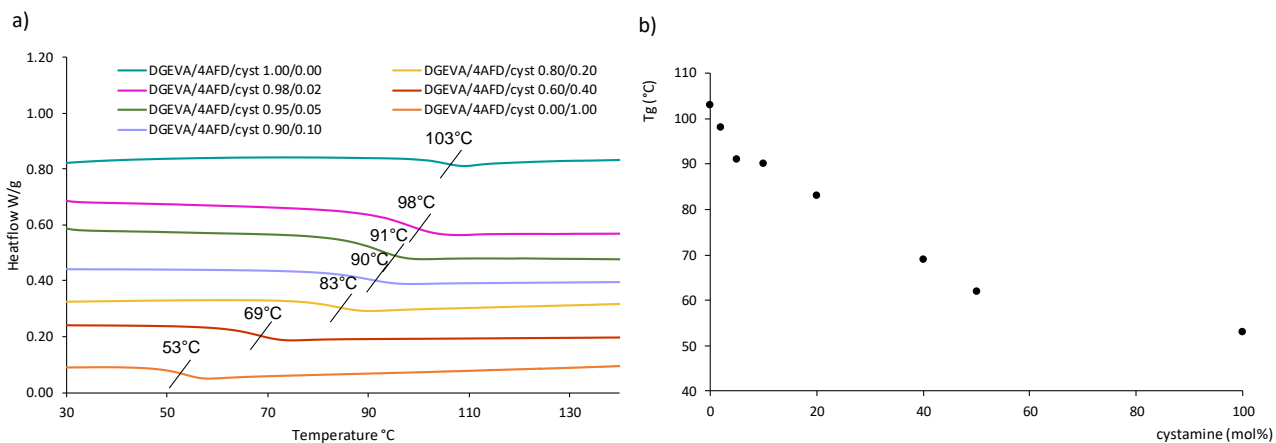 a)
1.20
1.00
0.80
0.60
0.40
0.20
0.00
Heatflow W/g
DGEVA/4AFD/cyst 1.00/0.00
DGEVA/4AFD/cyst 0.80/0.20
DGEVA/4AFD/cyst 0.98/0.02
DGEVA/4AFD/cyst 0.60/0.40
DGEVA/4AFD/cyst 0.95/0.05
DGEVA/4AFD/cyst 0.00/1.00
DGEVA/4AFD/cyst 0.90/0.10
103°C
98°C
91°C
90°C
83°C
69°C
53°C
30 50 70 90 110 130
Temperature °C
b)
Tg (°C)
110
100
90
80
70
60
50
40
0 20 40 60 80 100
cystamine (mol%)